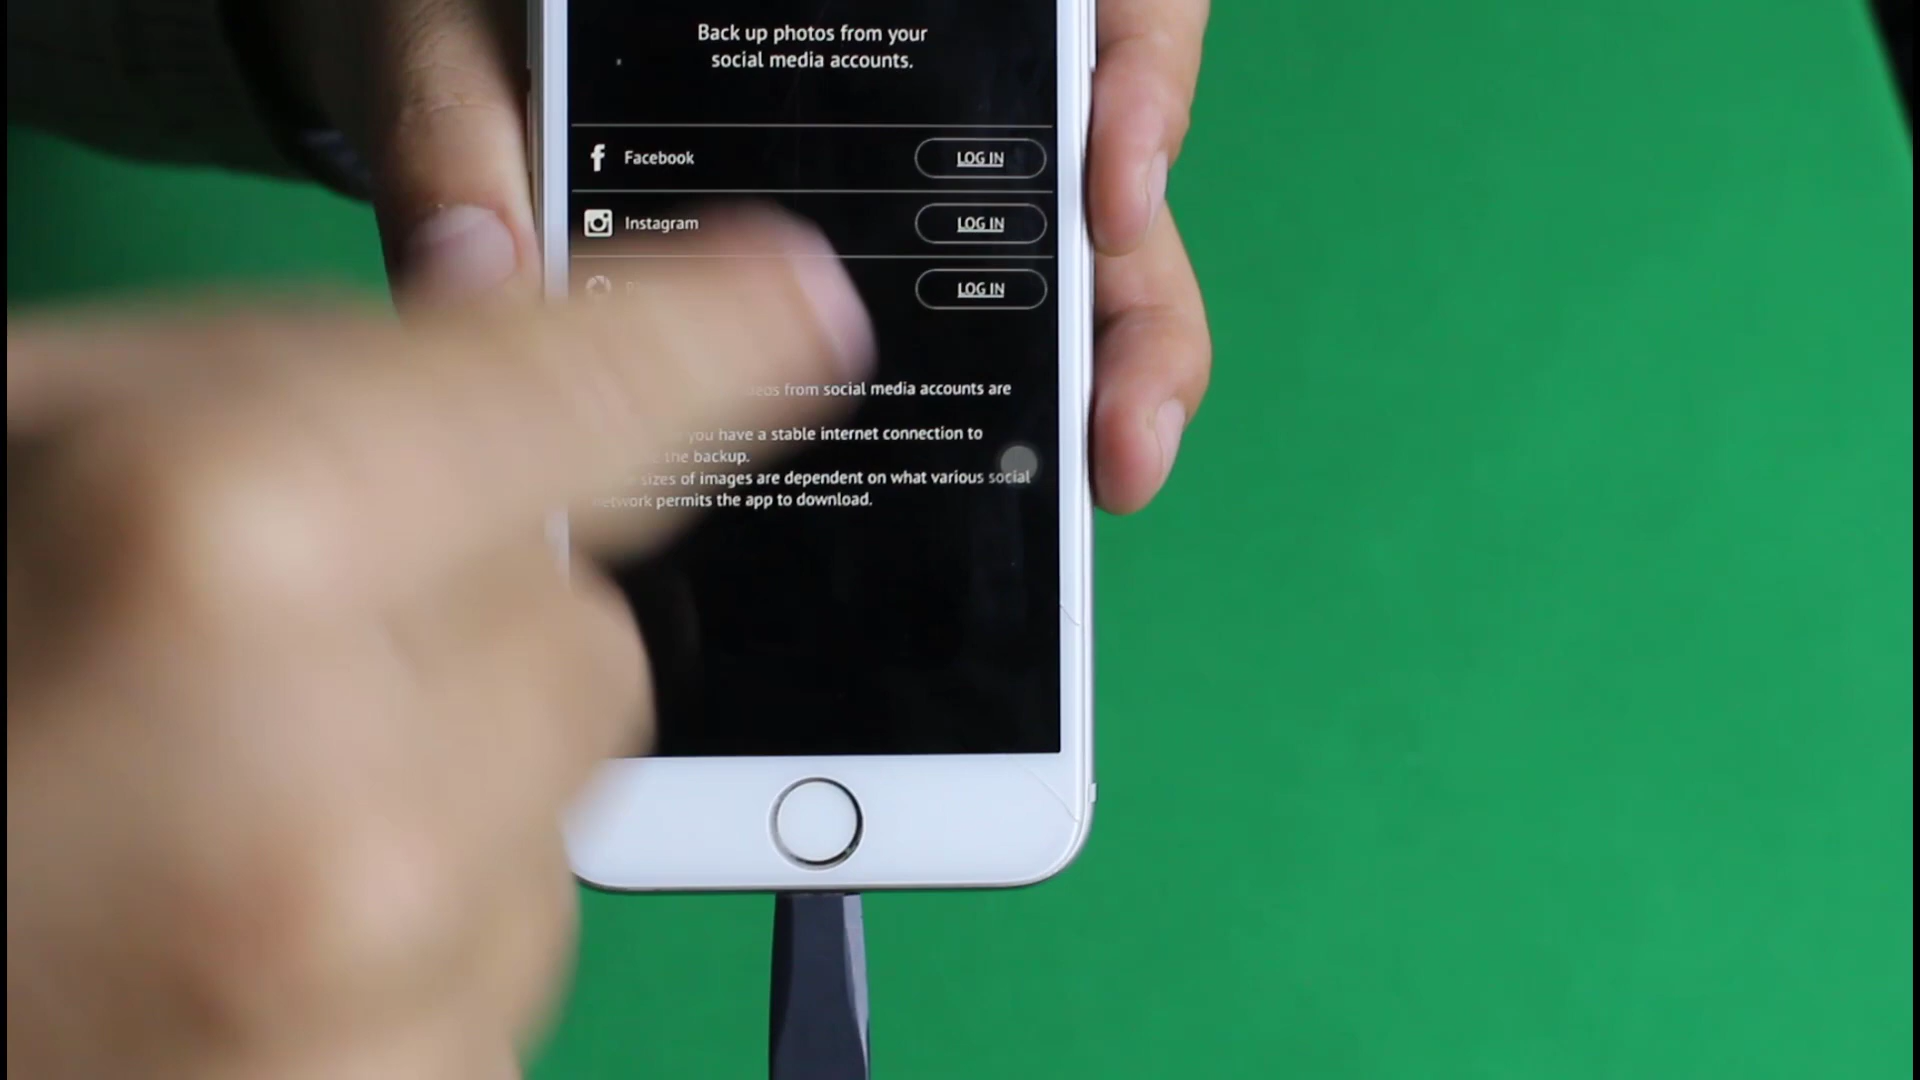 Back up photos from your
social media accounts.
Facebook
LOG IN
Instagram
LOG IN
LOG IN
from social media accounts are
you have a stable internet connection to
the backup.
sizes of images are dependent on what various social
network permits the app to download.